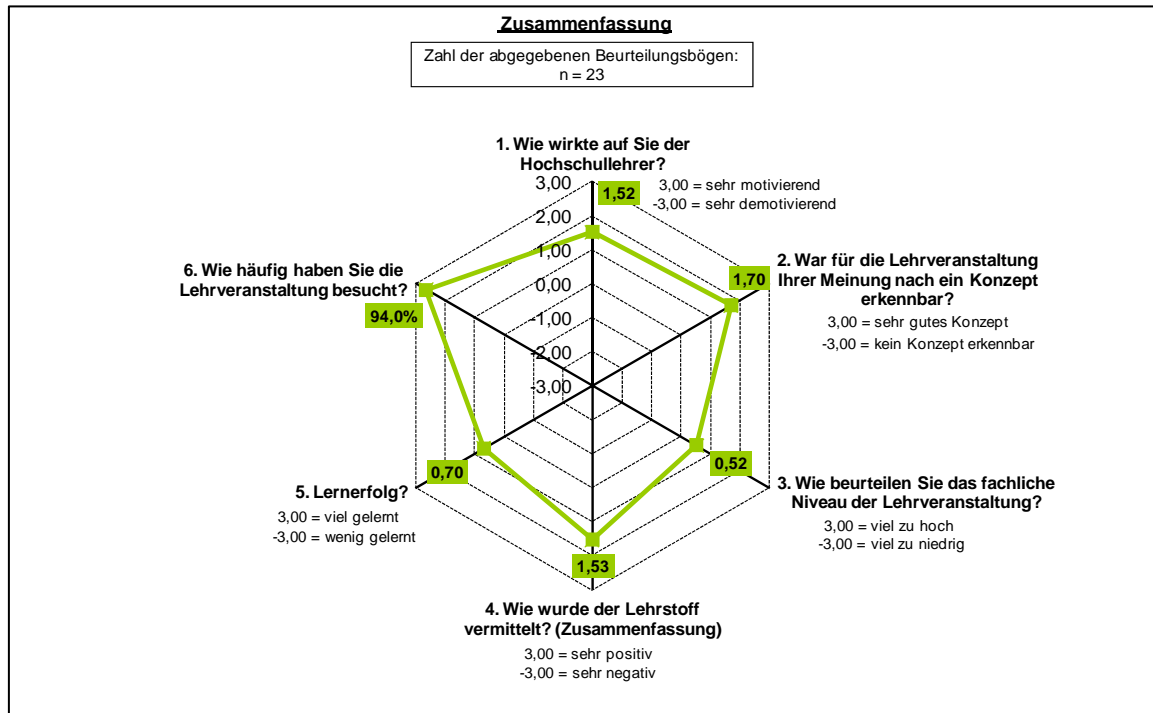 Zusammenfassung
Zahl der abgegebenen Beurteilungsbögen:
n = 23
1. Wie wirkte auf Sie der
Hochschullehrer?
3,00 = sehr motivierend
-3,00 = sehr demotivierend
1,52
3,00
2,00
1,00
0,00
-1,00
-2,00
-3,00
2. War für die Lehrveranstaltung
Ihrer Meinung nach ein Konzept
erkennbar?
3,00 = sehr gutes Konzept
-3,00 = kein Konzept erkennbar
1,70
3. Wie beurteilen Sie das fachliche
Niveau der Lehrveranstaltung?
3,00 = viel zu hoch
-3,00 = viel zu niedrig
0,52
4. Wie wurde der Lehrstoff
vermittelt? (Zusammenfassung)
3,00 = sehr positiv
-3,00 = sehr negativ
1,53
5. Lernerfolg?
3,00 = viel gelernt
-3,00 = wenig gelernt
0,70
6. Wie häufig haben Sie die
Lehrveranstaltung besucht?
94,0%